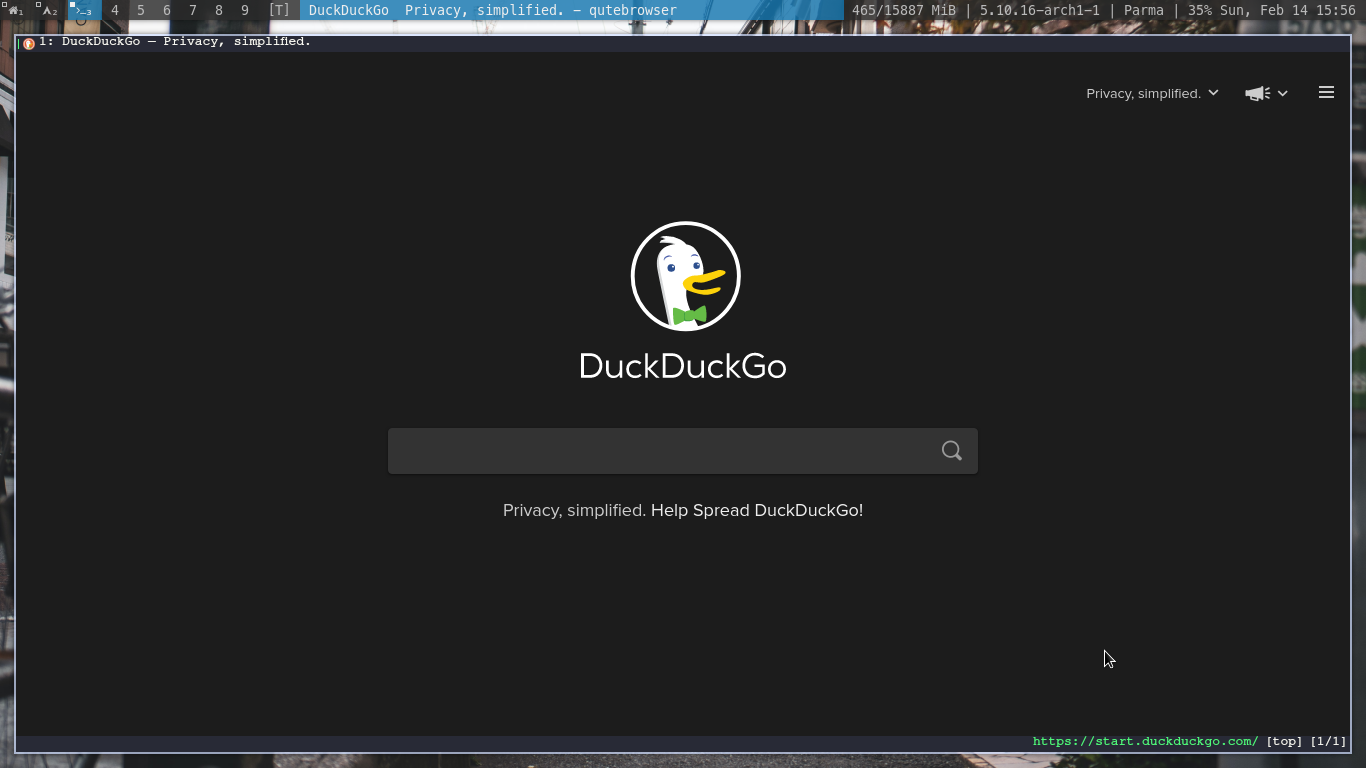 1 2 3 4 5 6 7 8 9 [T] DuckDuckGo  Privacy, simplified. — qutebrowser 465/15887 MiB | 5.10.16-arch1-1 | Parma | 35% Sun, Feb 14 15:56
1: DuckDuckGo — Privacy, simplified.
Privacy, simplified.
DuckDuckGo
Privacy, simplified. Help Spread DuckDuckGo!
https://start.duckduckgo.com/ [top] [1/1]